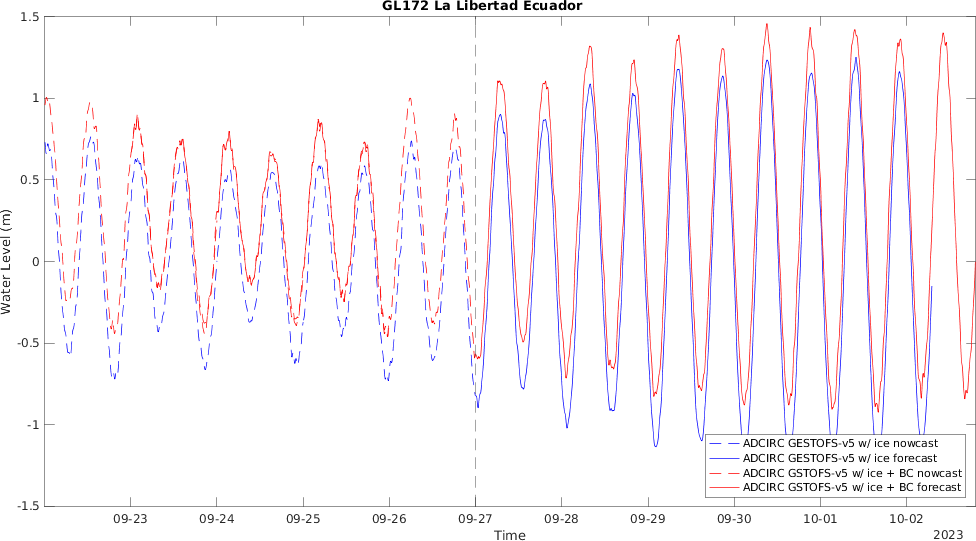 GL172 La Libertad Ecuador
1.5
1
0.5
0
-0.5
-1
-1.5
Water Level (m)
09-23 09-24 09-25 09-26 09-27 09-28 09-29 09-30 10-01 10-02
Time
2023
ADCIRC GESTOFS-v5 w/ ice nowcast
ADCIRC GESTOFS-v5 w/ ice forecast
ADCIRC GSTOFS-v5 w/ ice + BC nowcast
ADCIRC GSTOFS-v5 w/ ice + BC forecast